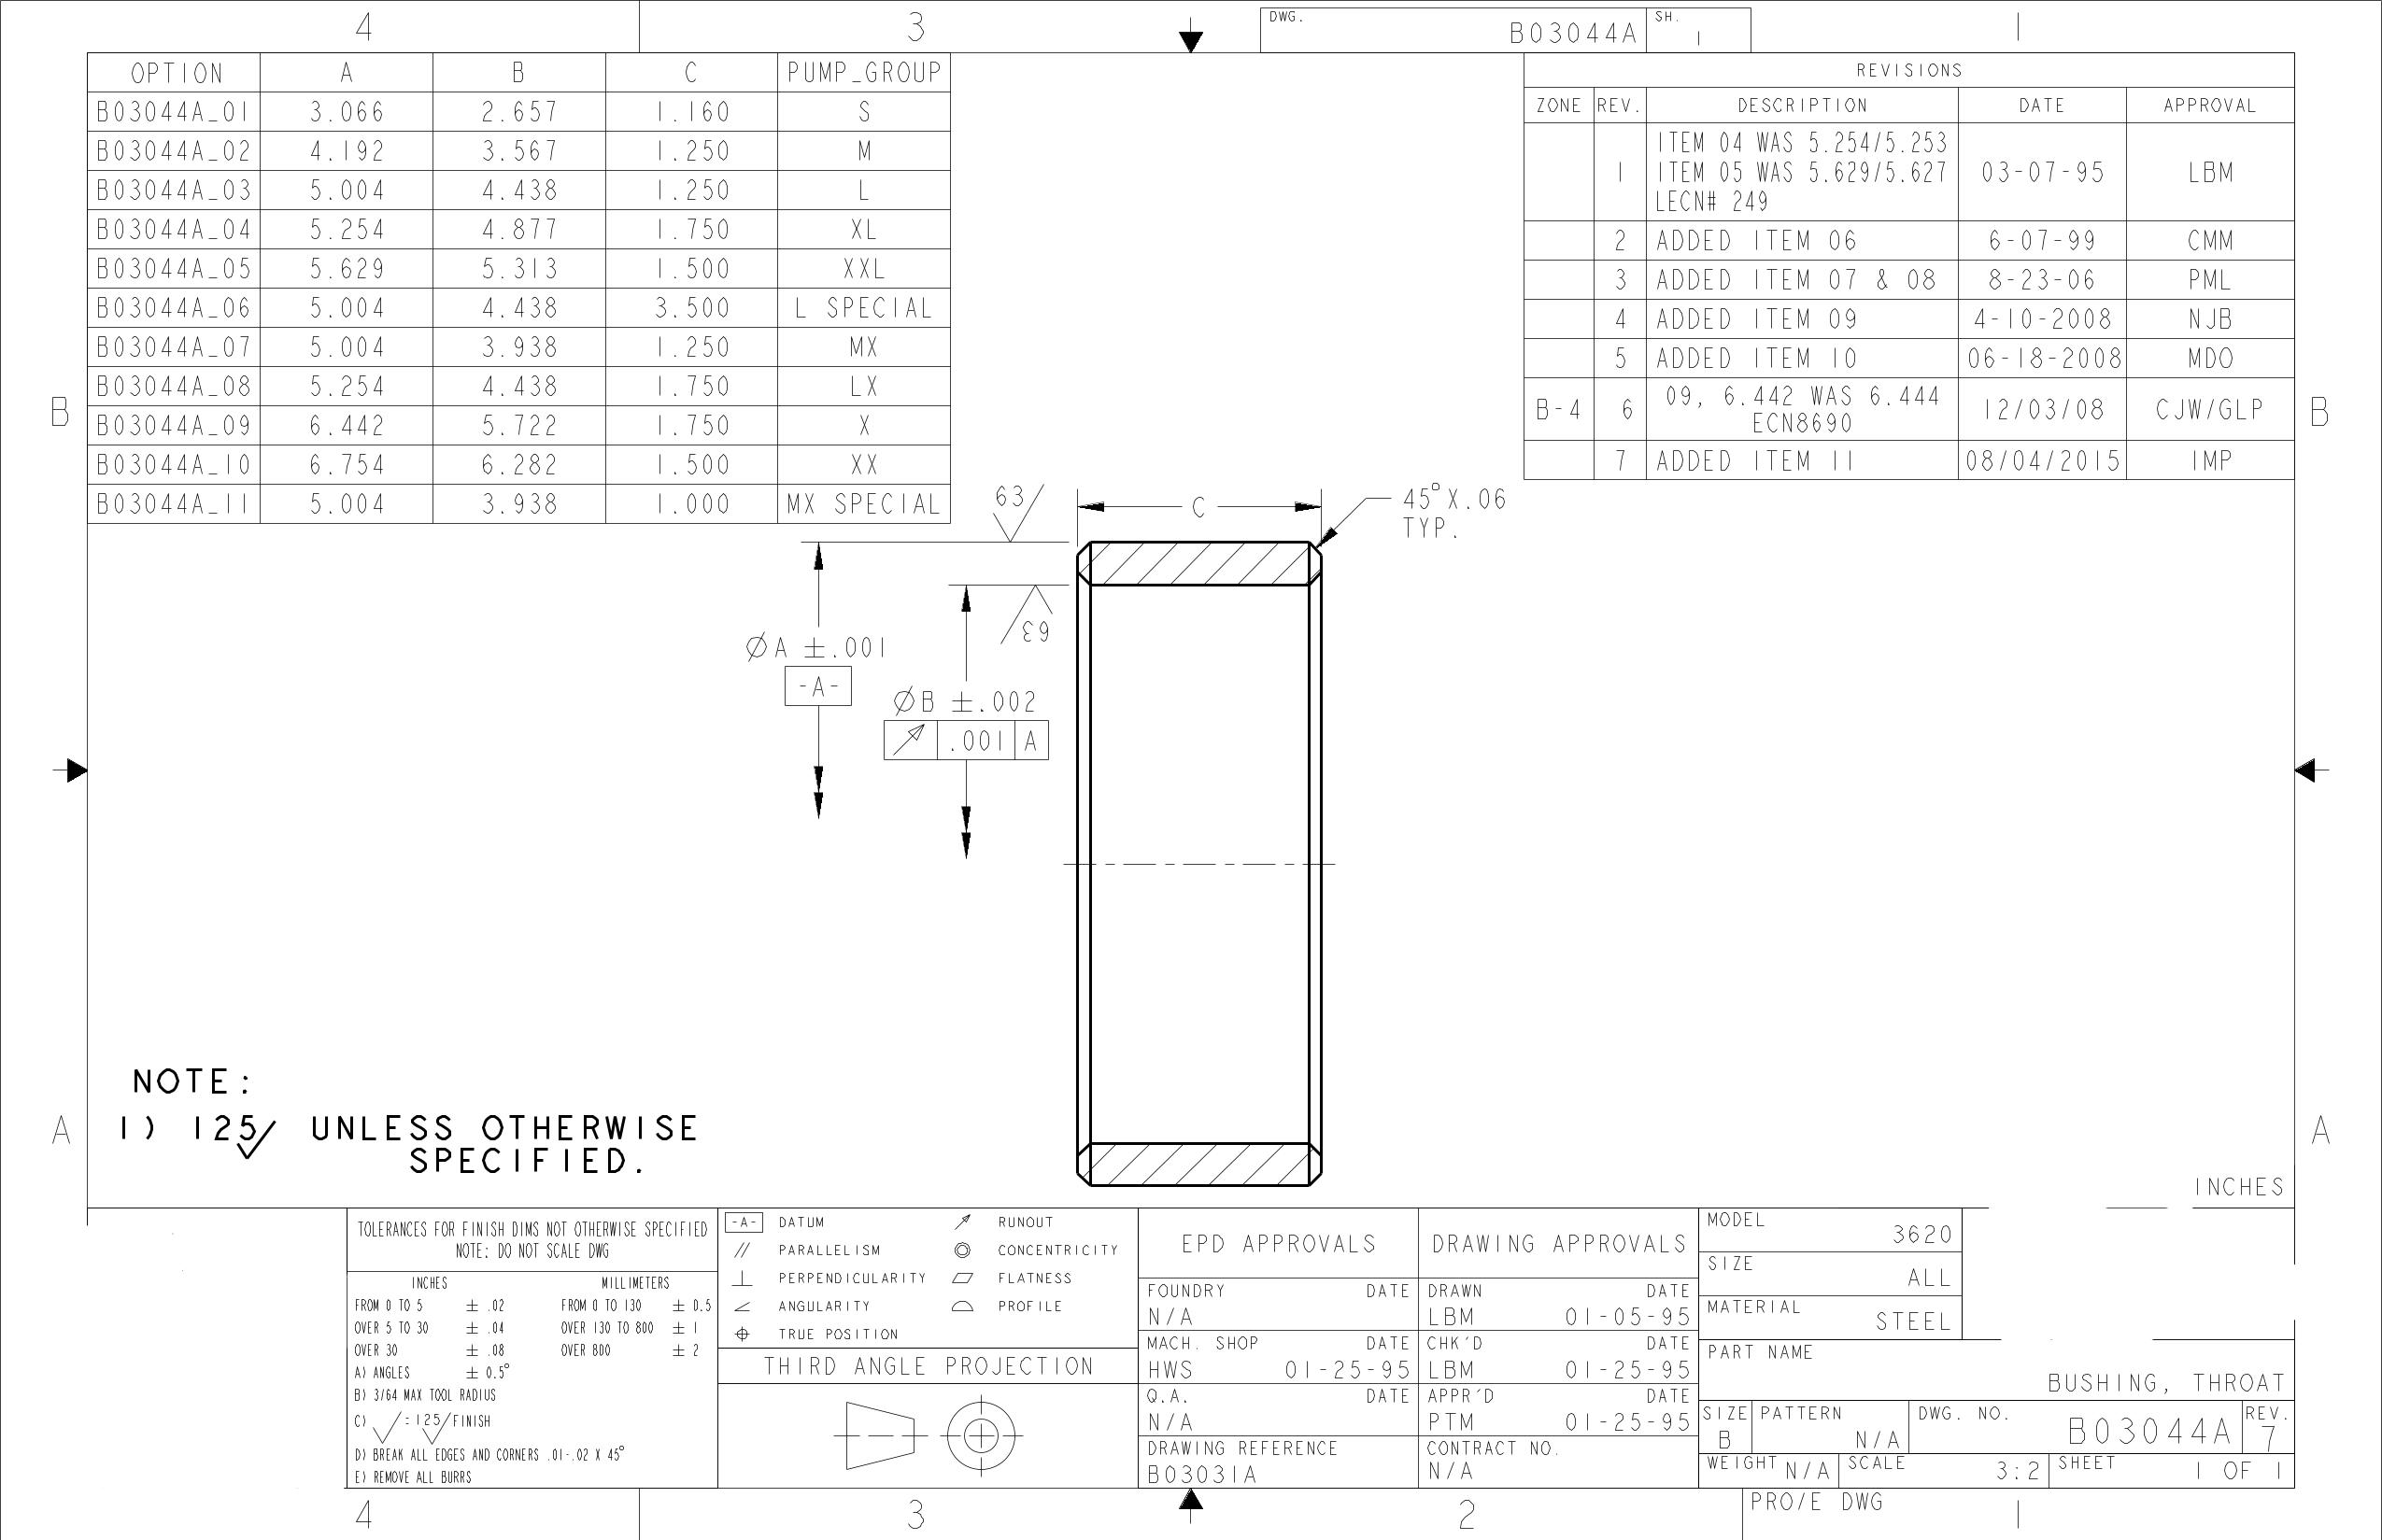 4 3
DWG. B03044A SH. 1
OPTION A B C PUMP_GROUP
B03044A_01 3.066 2.657 1.160 S
B03044A_02 4.192 3.567 1.250 M
B03044A_03 5.004 4.438 1.250 L
B03044A_04 5.254 4.877 1.750 XL
B03044A_05 5.629 5.313 1.500 XXL
B03044A_06 5.004 4.438 3.500 L SPECIAL
B03044A_07 5.004 3.938 1.250 MX
B03044A_08 5.254 4.438 1.750 LX
B03044A_09 6.442 5.722 1.750 X
B03044A_10 6.754 6.282 1.500 XX
B03044A_11 5.004 3.938 1.000 MX SPECIAL
REVISIONS
ZONE REV. DESCRIPTION DATE APPROVAL
ITEM 04 WAS 5.254/5.253
1 ITEM 05 WAS 5.629/5.627 03-07-95 LBM
LECN# 249
2 ADDED ITEM 06 6-07-99 CMM
3 ADDED ITEM 07 & 08 8-23-06 PML
4 ADDED ITEM 09 4-10-2008 NJB
5 ADDED ITEM 10 06-18-2008 MDO
B-4 6 09, 6.442 WAS 6.444 12/03/08 CJW/GLP
ECN8690
7 ADDED ITEM 11 08/04/2015 IMP
B B
63
C
45°X.06
TYP.
63
ØA ±.001
-A-
ØB ±.002
.001 A
NOTE:
1) 125 UNLESS OTHERWISE
SPECIFIED.
A A
INCHES
TOLERANCES FOR FINISH DIMS NOT OTHERWISE SPECIFIED
NOTE: DO NOT SCALE DWG
INCHES MILLIMETERS
FROM 0 TO 5 ± .02 FROM 0 TO 130 ± 0.5
OVER 5 TO 30 ± .04 OVER 130 TO 800 ± 1
OVER 30 ± .08 OVER 800 ± 2
A) ANGLES ± 0.5°
B) 3/64 MAX TOOL RADIUS
C) = 125 FINISH
D) BREAK ALL EDGES AND CORNERS .01-.02 X 45°
E) REMOVE ALL BURRS
-A- DATUM RUNOUT
PARALLELISM CONCENTRICITY
PERPENDICULARITY FLATNESS
ANGULARITY PROFILE
TRUE POSITION
THIRD ANGLE PROJECTION
EPD APPROVALS
FOUNDRY DATE
N/A
MACH. SHOP DATE
HWS 01-25-95
Q.A. DATE
N/A
DRAWING REFERENCE
B03031A
DRAWING APPROVALS
DRAWN DATE
LBM 01-05-95
CHK'D DATE
LBM 01-25-95
APPR'D DATE
PTM 01-25-95
CONTRACT NO.
N/A
MODEL 3620
SIZE ALL
MATERIAL STEEL
PART NAME
BUSHING, THROAT
SIZE B PATTERN N/A DWG. NO. B03044A REV. 7
WEIGHT N/A SCALE 3:2 SHEET 1 OF 1
4 3 2
PRO/E DWG